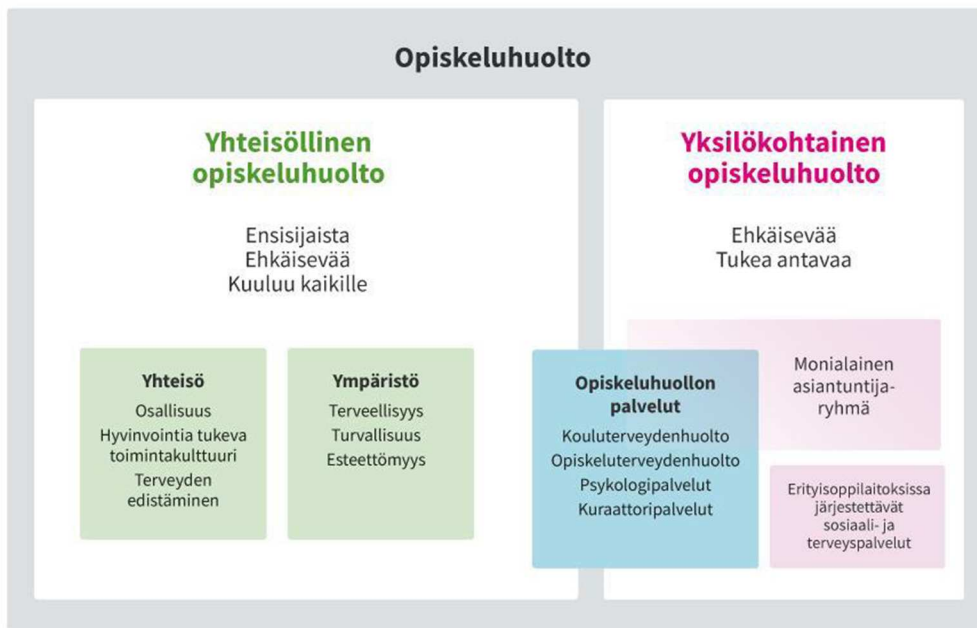 Opiskeluhuolto
Yhteisöllinen
opiskeluhuolto
Ensisijaista
Ehkäisevää
Kuuluu kaikille
Yhteisö
Osallisuus
Hyvinvointia tukeva
toimintakulttuuri
Terveyden
edistäminen
Ympäristö
Terveellisyys
Turvallisuus
Esteettömyys
Opiskeluhuollon
palvelut
Kouluterveydenhuolto
Opiskeluterveydenhuolto
Psykologipalvelut
Kuraattoripalvelut
Yksilökohtainen
opiskeluhuolto
Ehkäisevää
Tukea antavaa
Monialainen
asiantuntija-
ryhmä
Erityisoppilaitoksissa
järjestettävät
sosiaali- ja
terveyspalvelut